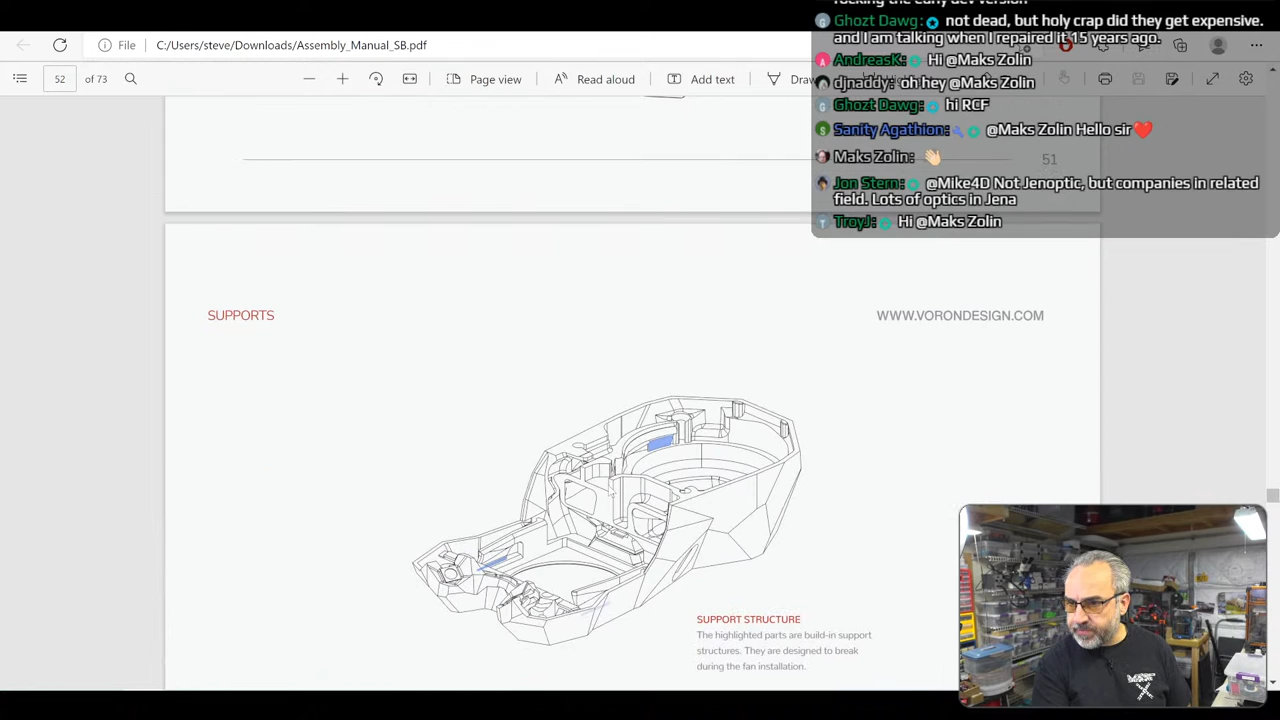 File
C:/Users/steve/Downloads/Assembly_Manual_SB.pdf
52 of 73
Page view
Read aloud
Add text
Draw
51
SUPPORTS
WWW.VORONDESIGN.COM
SUPPORT STRUCTURE
The highlighted parts are build-in support
structures. They are designed to break
during the fan installation.
Ghozt Dawg: not dead, but holy crap did they get expensive.
and I am talking when I repaired it 15 years ago.
AndreasK: Hi @Maks Zolin
djnaddy: oh hey @Maks Zolin
Ghozt Dawg: hi RCF
Sanity Agathion: @Maks Zolin Hello sir❤️
Maks Zolin: 👋🏻
Jon Stern: @Mike4D Not Jenoptic, but companies in related
field. Lots of optics in Jena
TroyJ: Hi @Maks Zolin